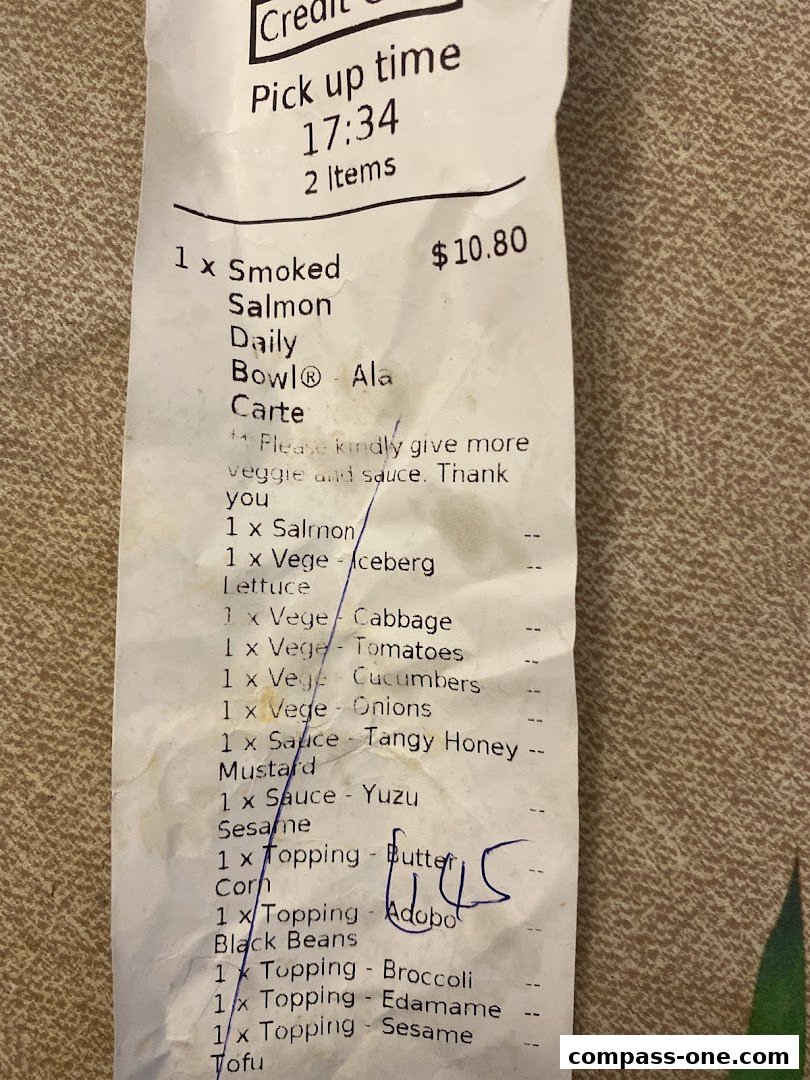 Credit
Pick up time
17:34
2 Items
1 x Smoked $10.80
Salmon
Daily
Bowl® - Ala
Carte
** Please kindly give more
veggie and sauce. Thank
you
1 x Salmon --
1 x Vege - Iceberg --
Lettuce
1 x Vege - Cabbage --
1 x Vege - Tomatoes --
1 x Vege - Cucumbers --
1 x Vege - Onions --
1 x Sauce - Tangy Honey --
Mustard
1 x Sauce - Yuzu --
Sesame
1 x Topping - Butter --
Corn
1 x Topping - Adobo --
Black Beans
1 x Topping - Broccoli --
1 x Topping - Edamame --
1 x Topping - Sesame --
Tofu
compass-one.com